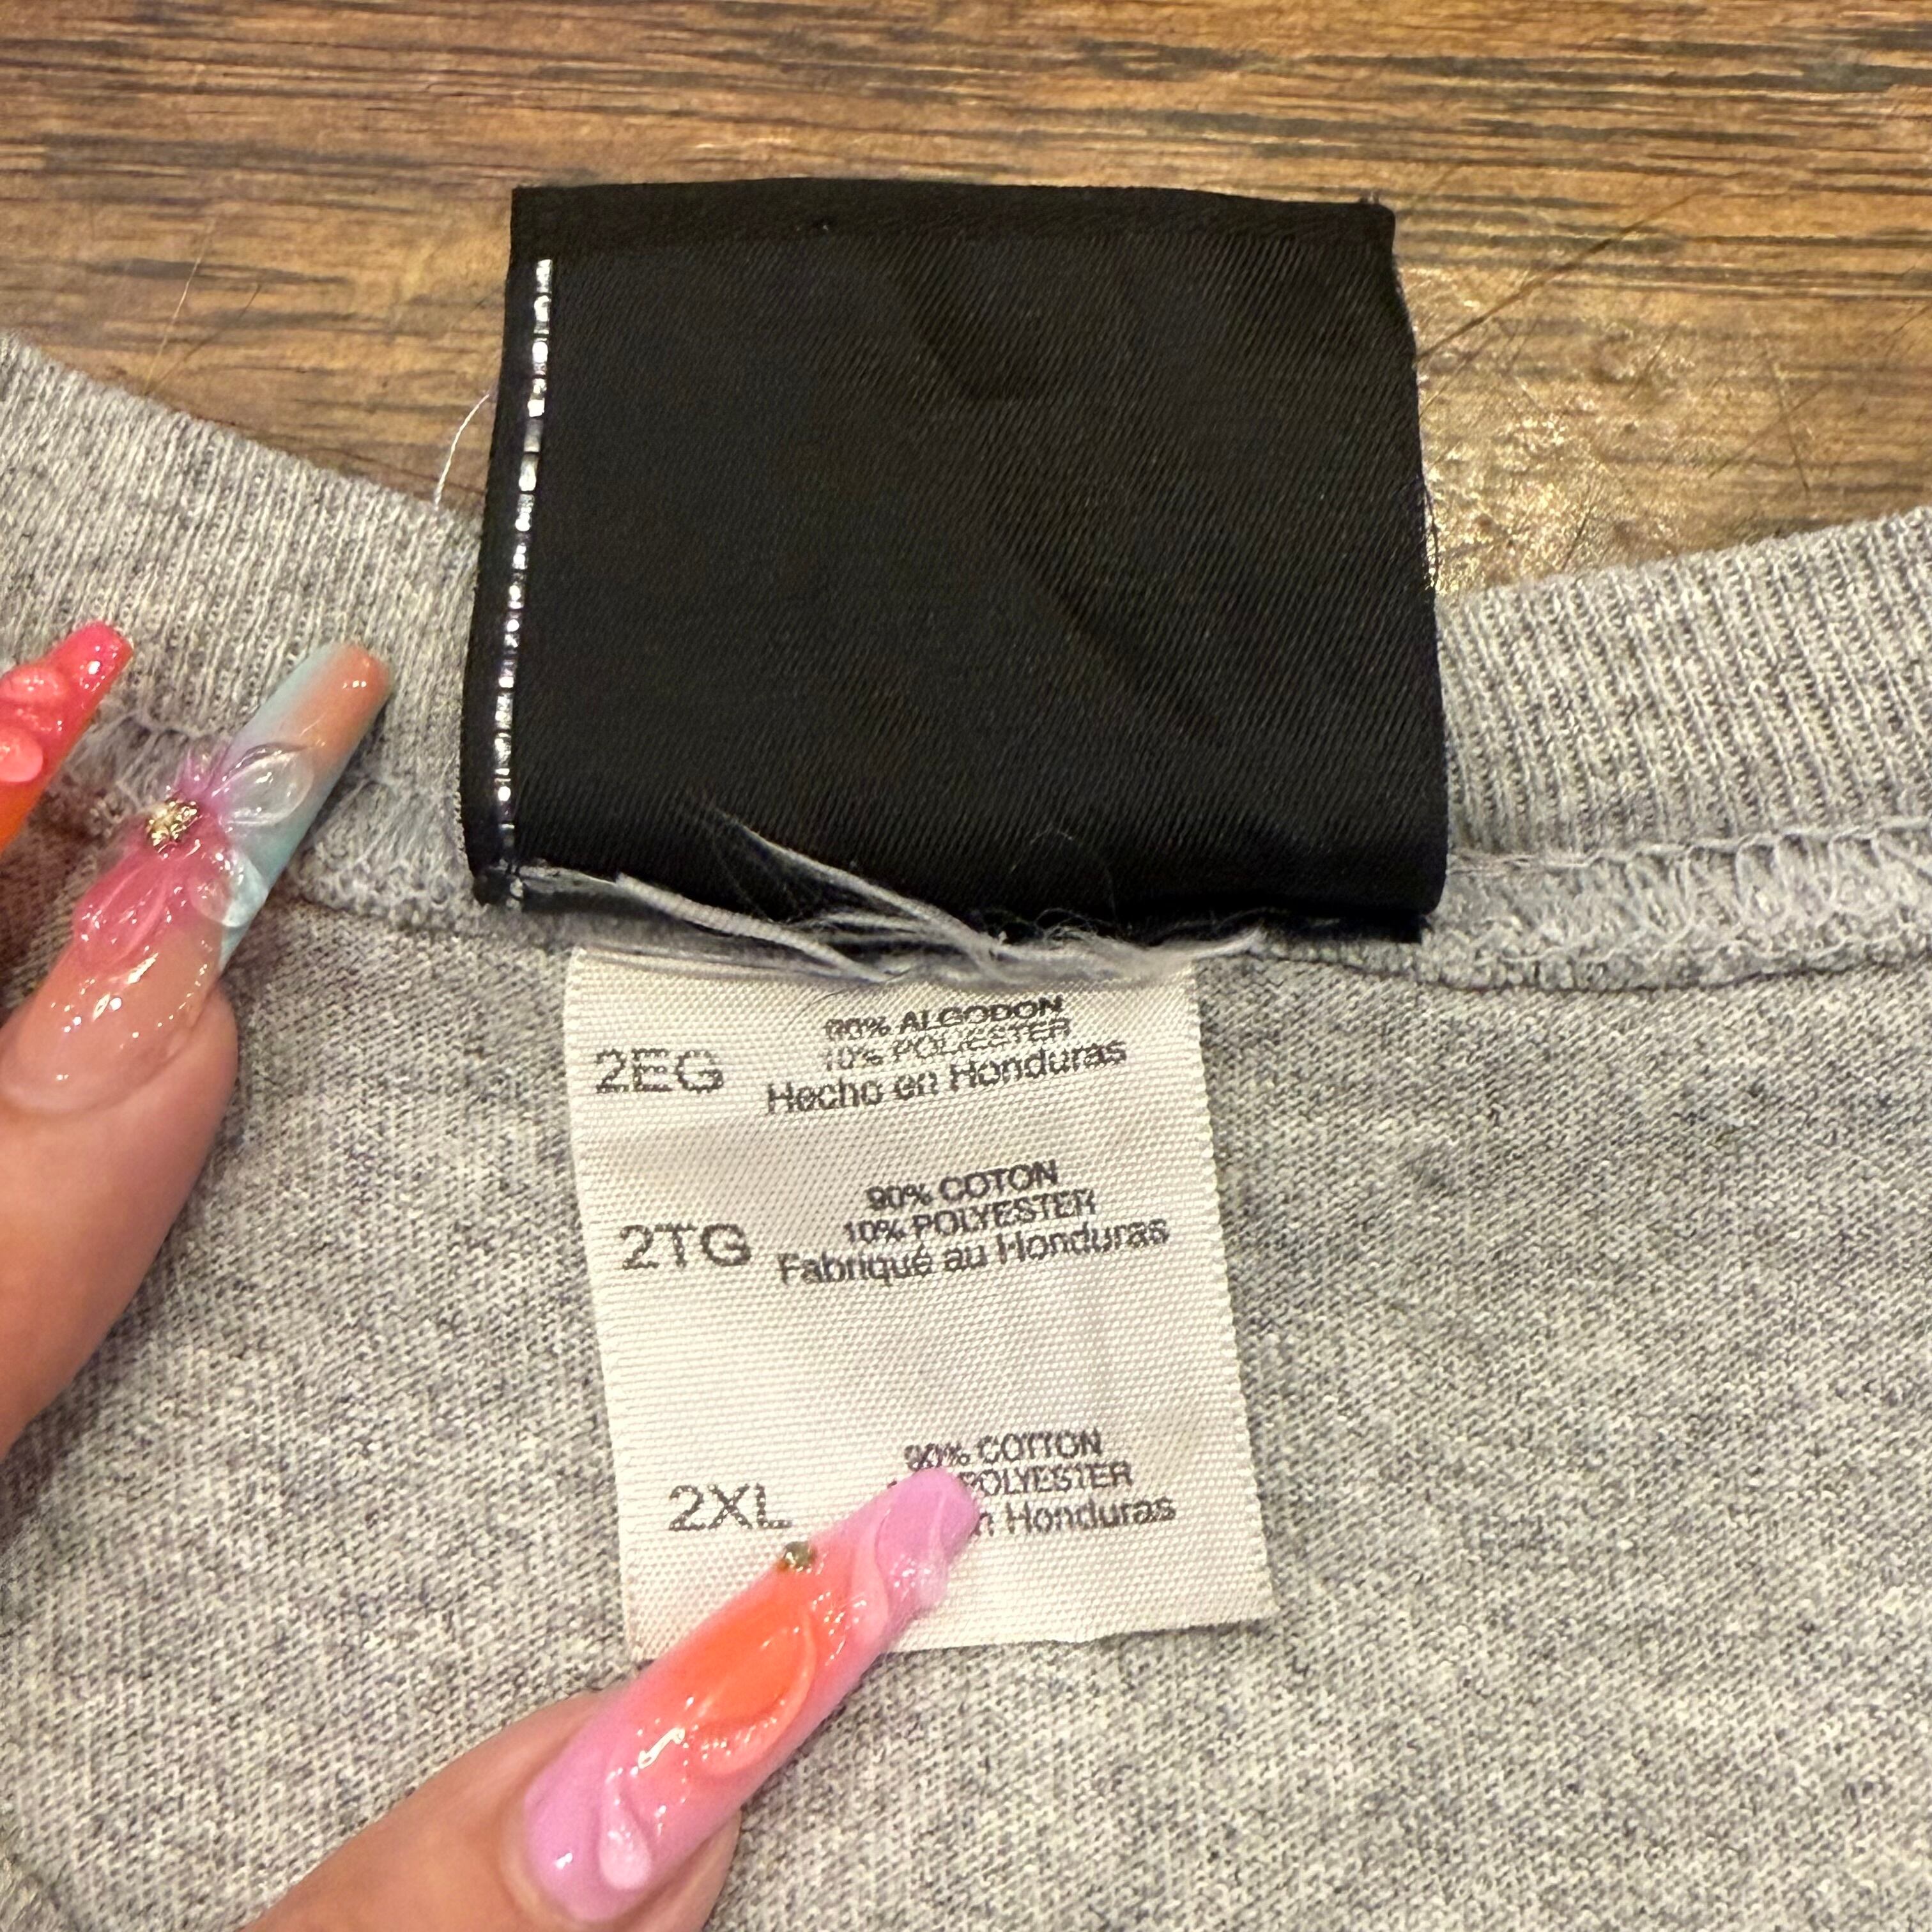 2EG
90% ALGODON
10% POLIESTER
Hecho en Honduras
2TG
90% COTON
10% POLYESTER
Fabriqué au Honduras
2XL
90% COTTON
POLYESTER
Honduras